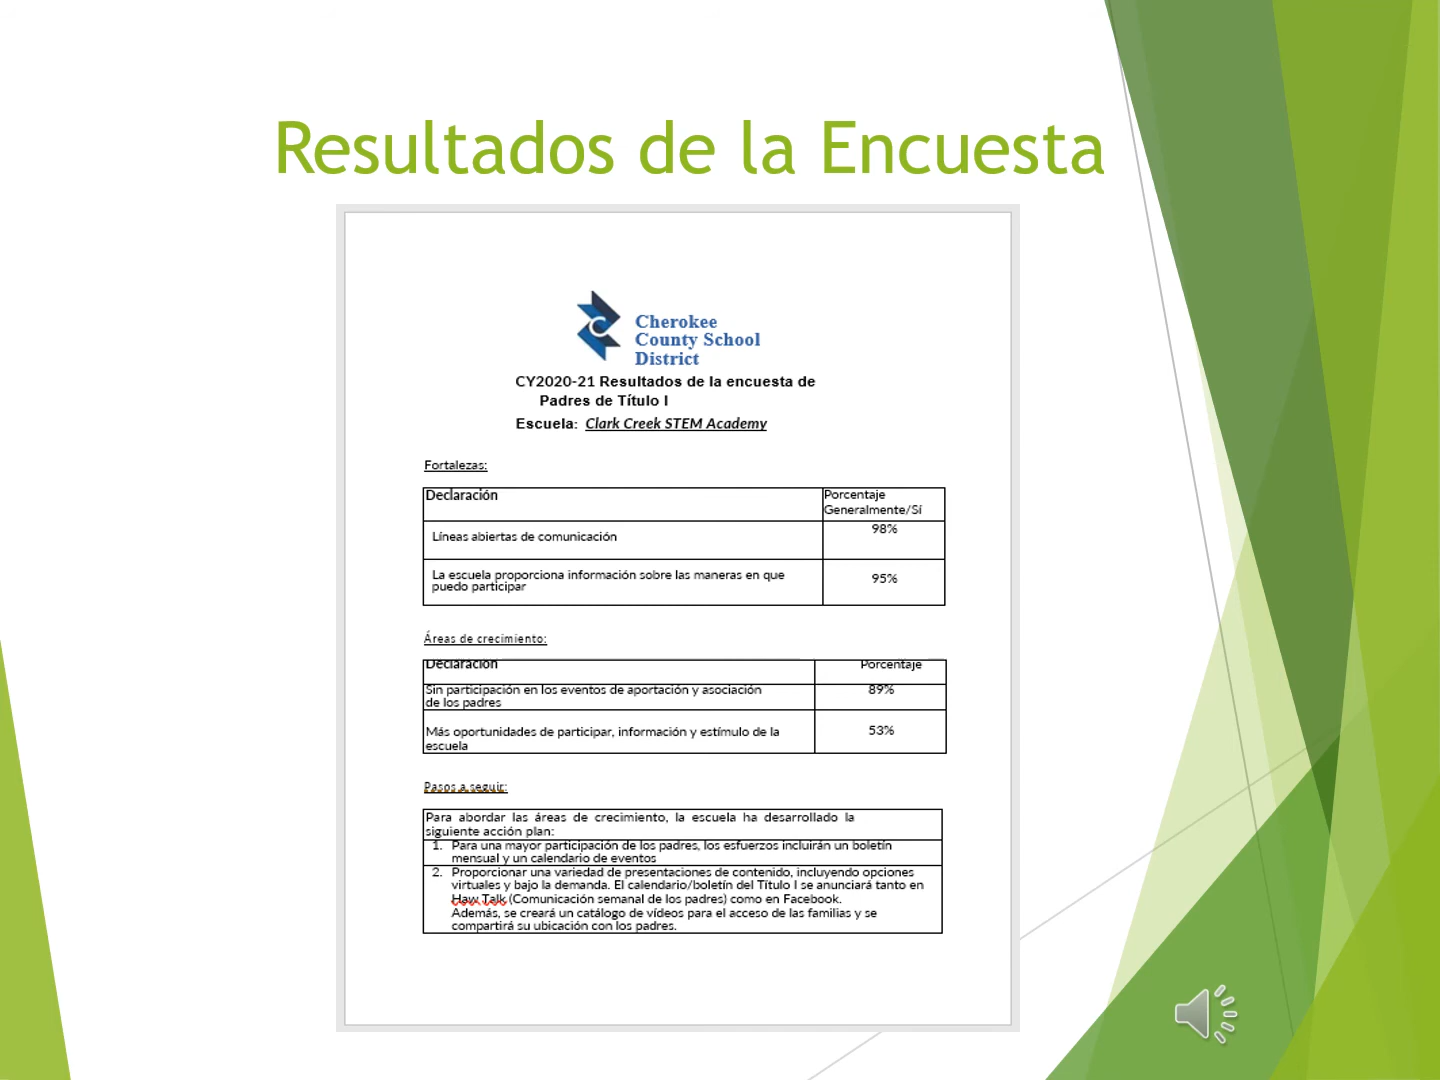 Resultados de la Encuesta
Cherokee
County School
District
CY2020-21 Resultados de la encuesta de
Padres de Título I
Escuela: Clark Creek STEM Academy
Fortalezas:
Declaración
Porcentaje
Generalmente/Sí
Líneas abiertas de comunicación
98%
La escuela proporciona información sobre las maneras en que
puedo participar
95%
Áreas de crecimiento:
Declaración
Porcentaje
Sin participación en los eventos de aportación y asociación
de los padres
89%
Más oportunidades de participar, información y estímulo de la
escuela
53%
Pasos a seguir:
Para abordar las áreas de crecimiento, la escuela ha desarrollado la
siguiente acción plan:
1. Para una mayor participación de los padres, los esfuerzos incluirán un boletín
mensual y un calendario de eventos
2. Proporcionar una variedad de presentaciones de contenido, incluyendo opciones
virtuales y bajo la demanda. El calendario/boletín del Título I se anunciará tanto en
Haw Talk (Comunicación semanal de los padres) como en Facebook.
Además, se creará un catálogo de vídeos para el acceso de las familias y se
compartirá su ubicación con los padres.